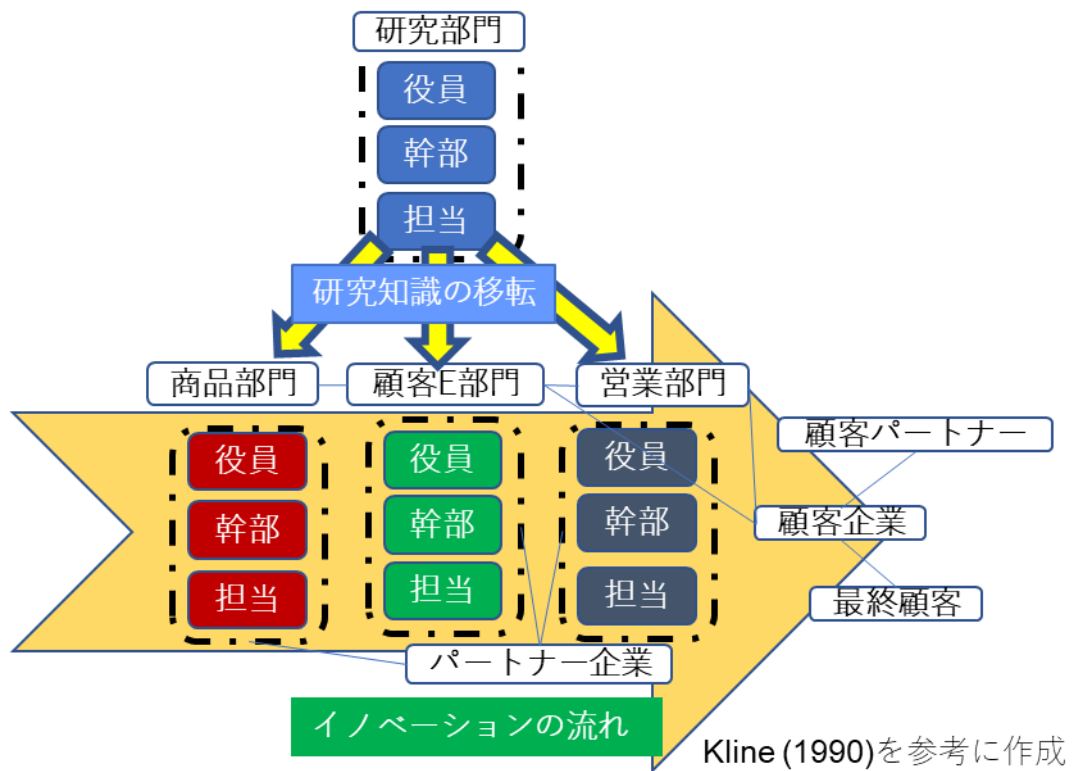 研究部門
役員
幹部
担当
研究知識の移転
商品部門
顧客E部門
営業部門
役員
幹部
担当
役員
幹部
担当
役員
幹部
担当
顧客パートナー
顧客企業
最終顧客
パートナー企業
イノベーションの流れ
Kline (1990)を参考に作成